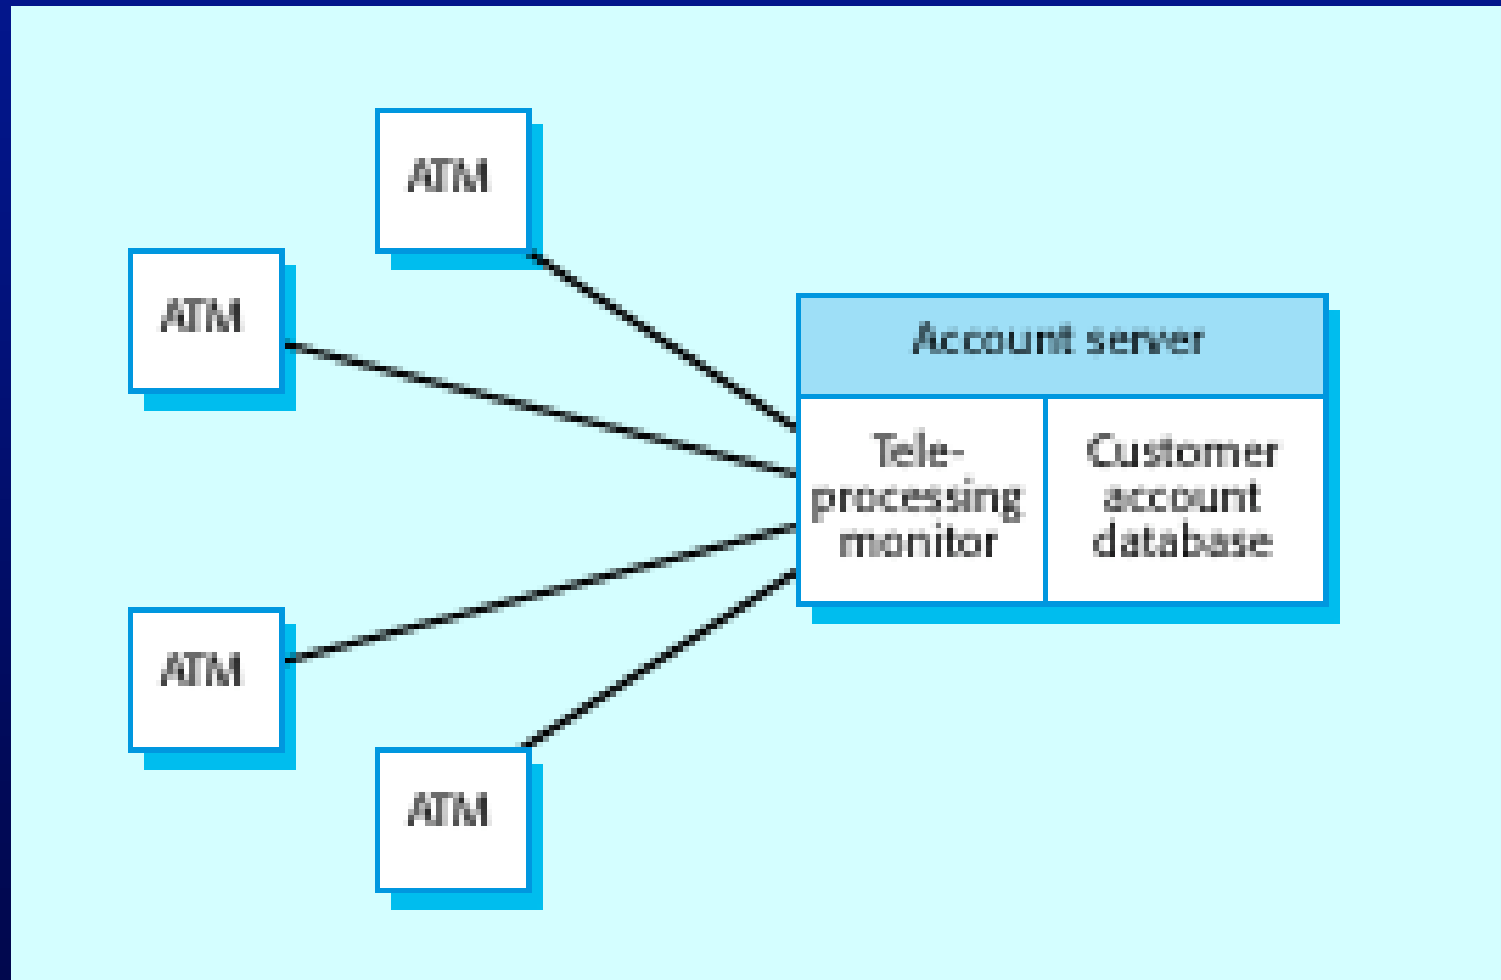 ATM
ATM
Account server
Tele-
processing
monitor
Customer
account
database
ATM
ATM